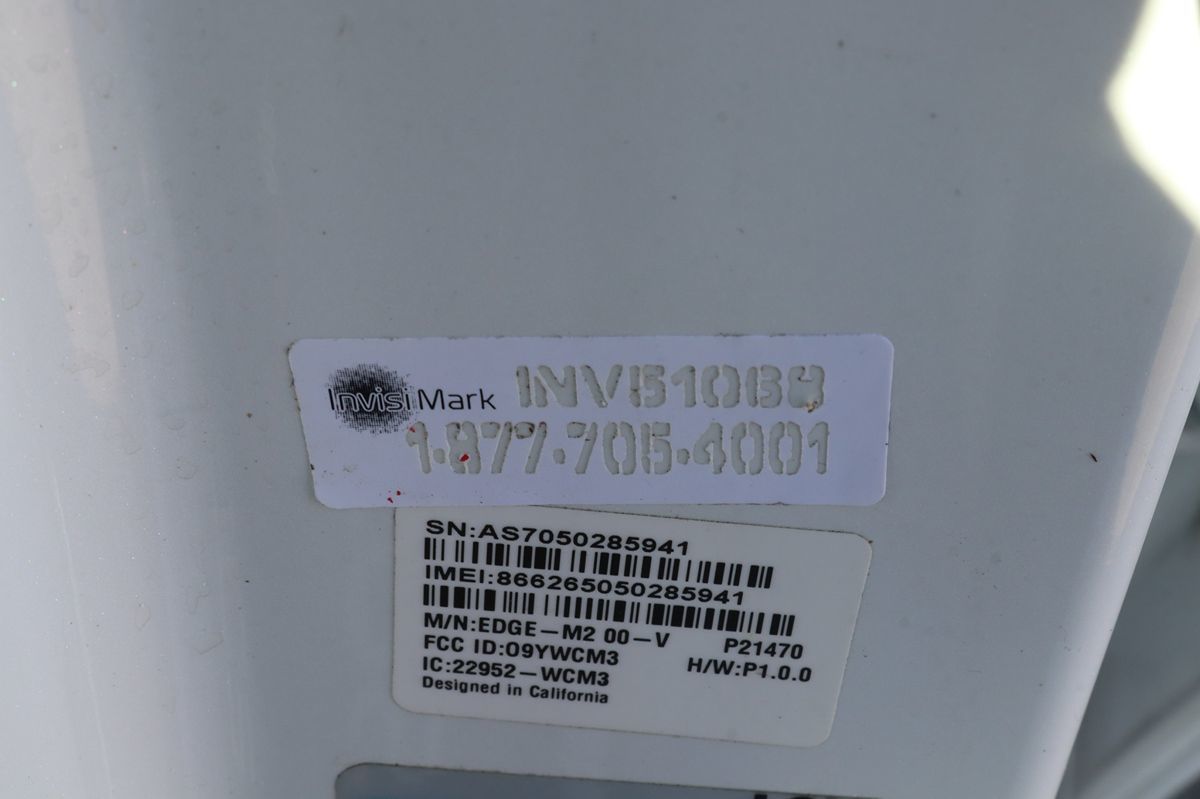 InvisiMark INV51068
1-877-705-4001
SN:AS7050285941
IMEI:866265050285941
M/N:EDGE-M2 00-V P21470
FCC ID:09YWCM3 H/W:P1.0.0
IC:22952-WCM3
Designed in California